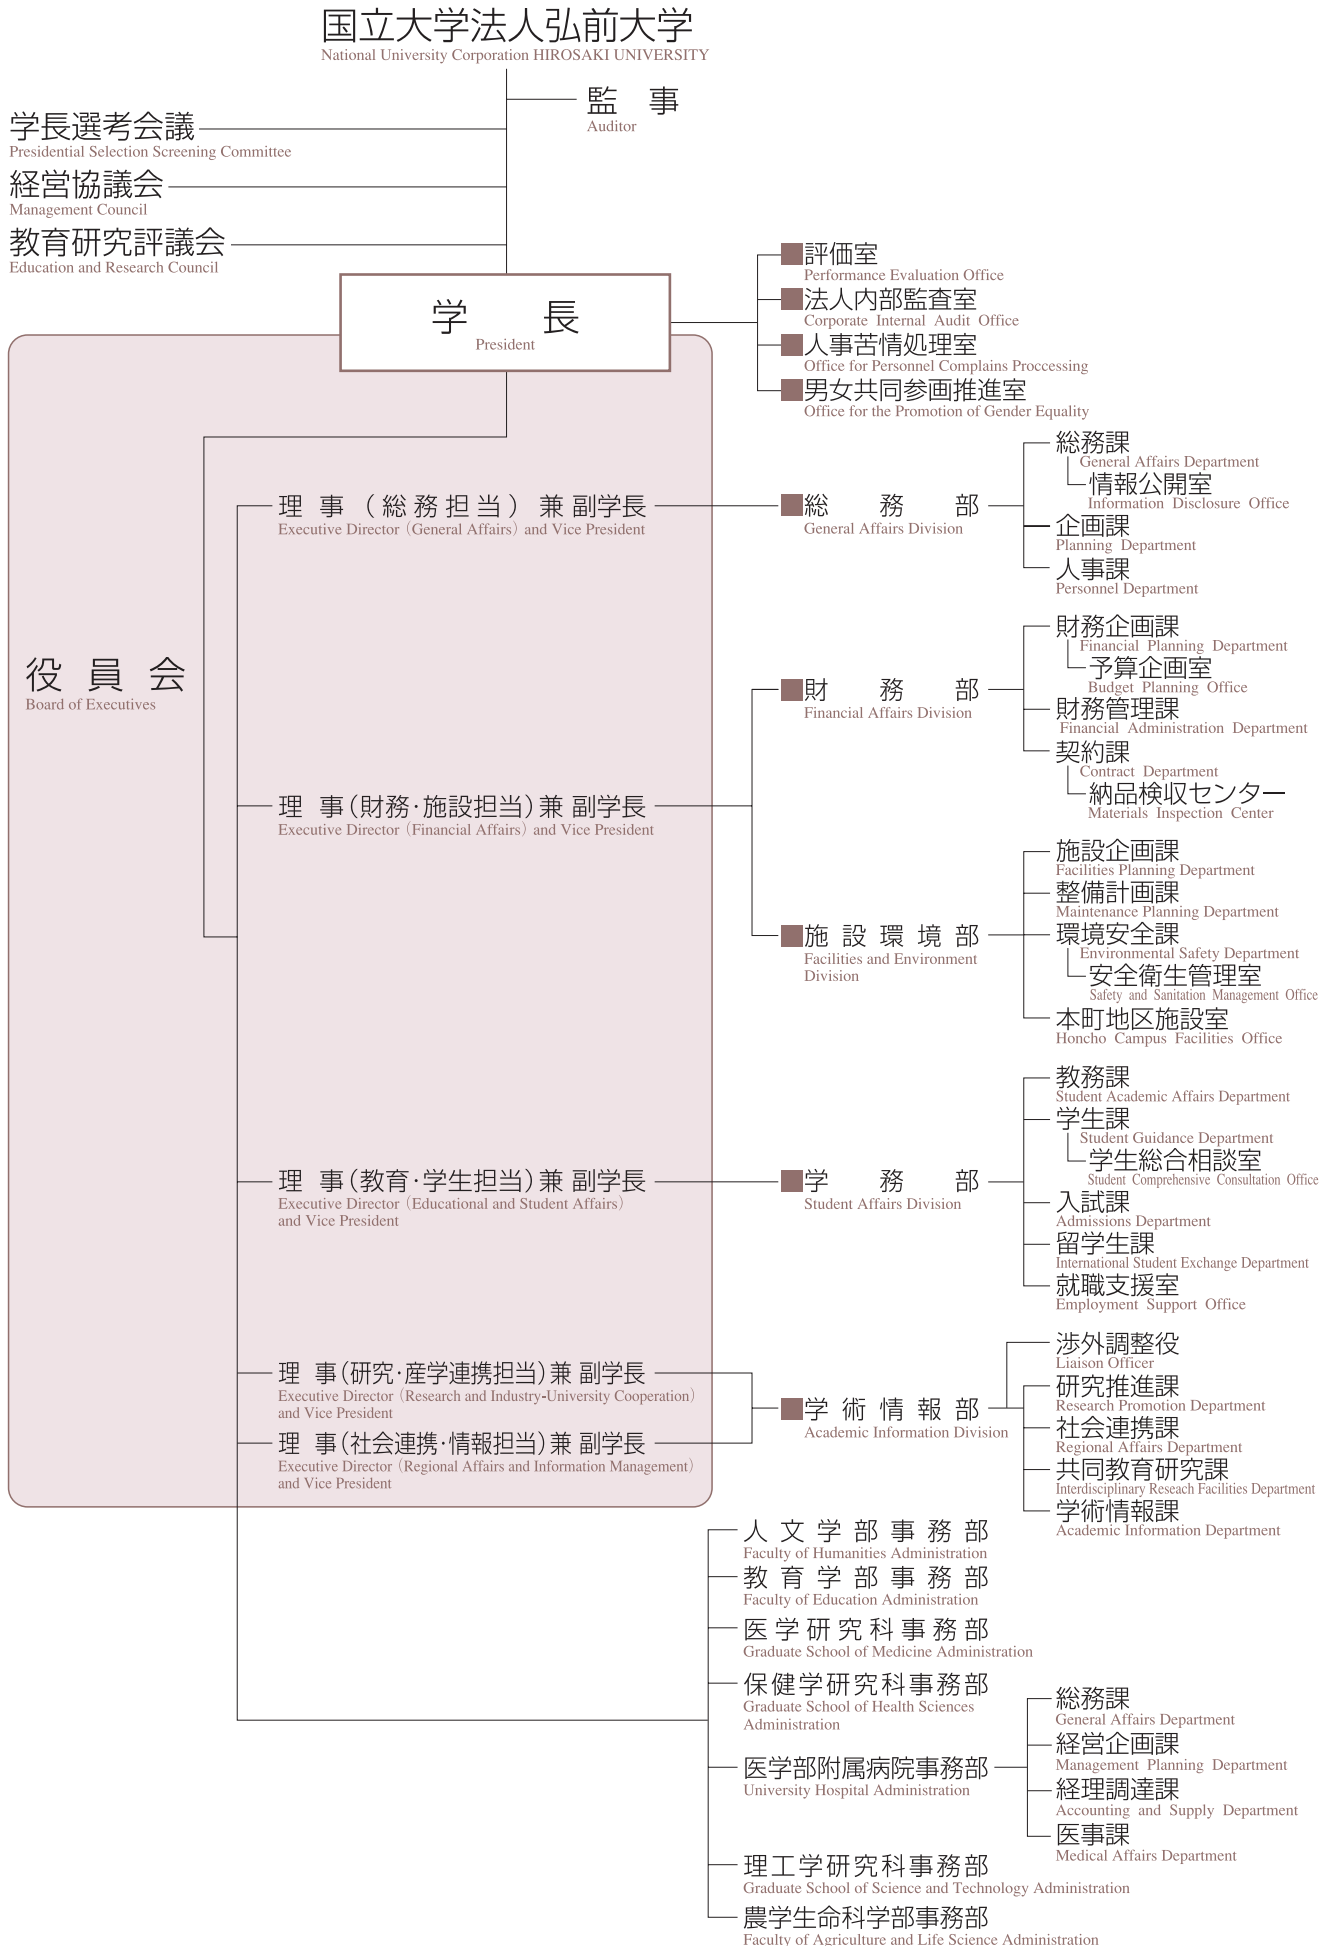 国立大学法人弘前大学
National University Corporation HIROSAKI UNIVERSITY
監 事
Auditor
学長選考会議
Presidential Selection Screening Committee
経営協議会
Management Council
教育研究評議会
Education and Research Council
学 長
President
評価室
Performance Evaluation Office
法人内部監査室
Corporate Internal Audit Office
人事苦情処理室
Office for Personnel Complains Proccessing
男女共同参画推進室
Office for the Promotion of Gender Equality
役 員 会
Board of Executives
理 事（総務担当）兼 副学長
Executive Director (General Affairs) and Vice President
総 務 部
General Affairs Division
総務課
General Affairs Department
情報公開室
Information Disclosure Office
企画課
Planning Department
人事課
Personnel Department
理 事（財務・施設担当）兼 副学長
Executive Director (Financial Affairs) and Vice President
財 務 部
Financial Affairs Division
財務企画課
Financial Planning Department
予算企画室
Budget Planning Office
財務管理課
Financial Administration Department
契約課
Contract Department
納品検収センター
Materials Inspection Center
施 設 環 境 部
Facilities and Environment
Division
施設企画課
Facilities Planning Department
整備計画課
Maintenance Planning Department
環境安全課
Environmental Safety Department
安全衛生管理室
Safety and Sanitation Management Office
本町地区施設室
Honcho Campus Facilities Office
理 事（教育・学生担当）兼 副学長
Executive Director (Educational and Student Affairs)
and Vice President
学 務 部
Student Affairs Division
教務課
Student Academic Affairs Department
学生課
Student Guidance Department
学生総合相談室
Student Comprehensive Consultation Office
入試課
Admissions Department
留学生課
International Student Exchange Department
就職支援室
Employment Support Office
理 事（研究・産学連携担当）兼 副学長
Executive Director (Research and Industry-University Cooperation)
and Vice President
理 事（社会連携・情報担当）兼 副学長
Executive Director (Regional Affairs and Information Management)
and Vice President
学 術 情 報 部
Academic Information Division
渉外調整役
Liaison Officer
研究推進課
Research Promotion Department
社会連携課
Regional Affairs Department
共同教育研究課
Interdisciplinary Reseach Facilities Department
学術情報課
Academic Information Department
人 文 学 部 事 務 部
Faculty of Humanities Administration
教 育 学 部 事 務 部
Faculty of Education Administration
医 学 研 究 科 事 務 部
Graduate School of Medicine Administration
保健学研究科事務部
Graduate School of Health Sciences
Administration
医学部附属病院事務部
University Hospital Administration
総務課
General Affairs Department
経営企画課
Management Planning Department
経理調達課
Accounting and Supply Department
医事課
Medical Affairs Department
理工学研究科事務部
Graduate School of Science and Technology Administration
農学生命科学部事務部
Faculty of Agriculture and Life Science Administration